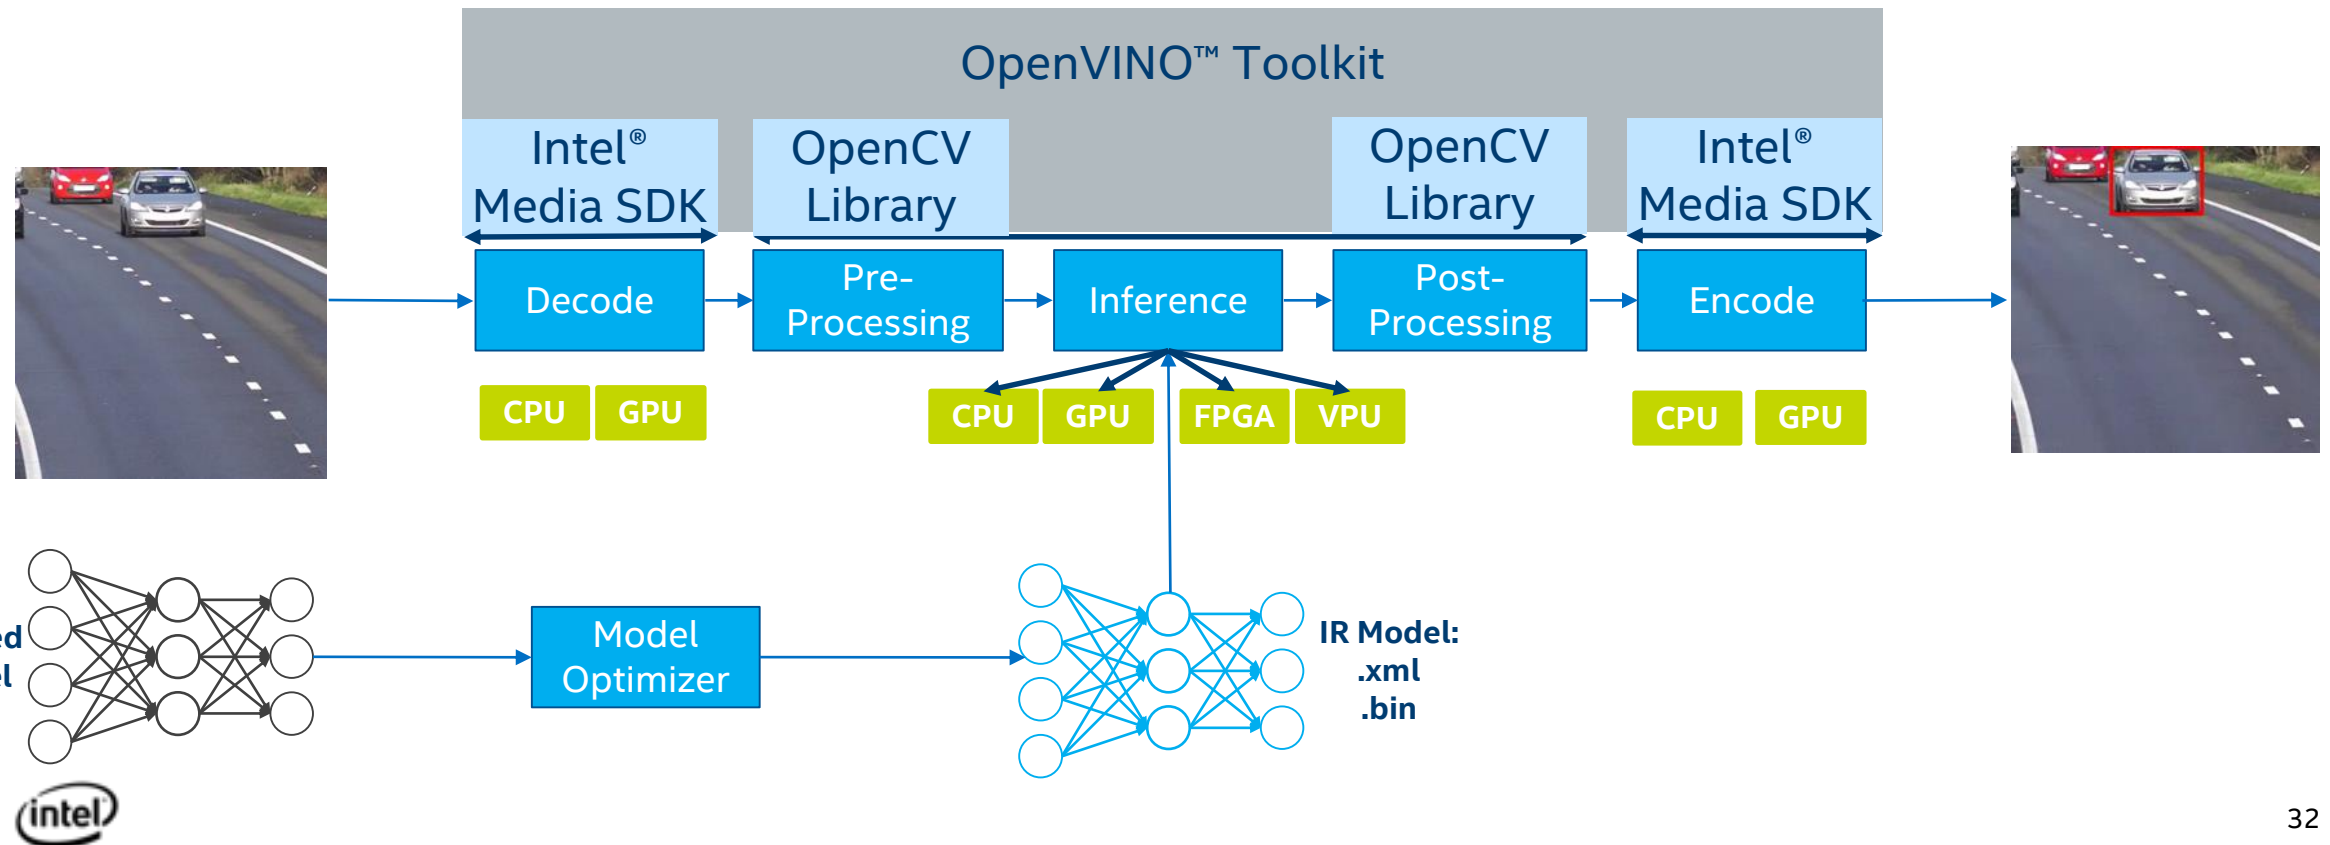 OpenVINO™ Toolkit
Intel®
Media SDK
OpenCV
Library
OpenCV
Library
Intel®
Media SDK
Decode
Pre-
Processing
Inference
Post-
Processing
Encode
CPU GPU
CPU GPU FPGA VPU
CPU GPU
Model
Optimizer
IR Model:
.xml
.bin
intel
32